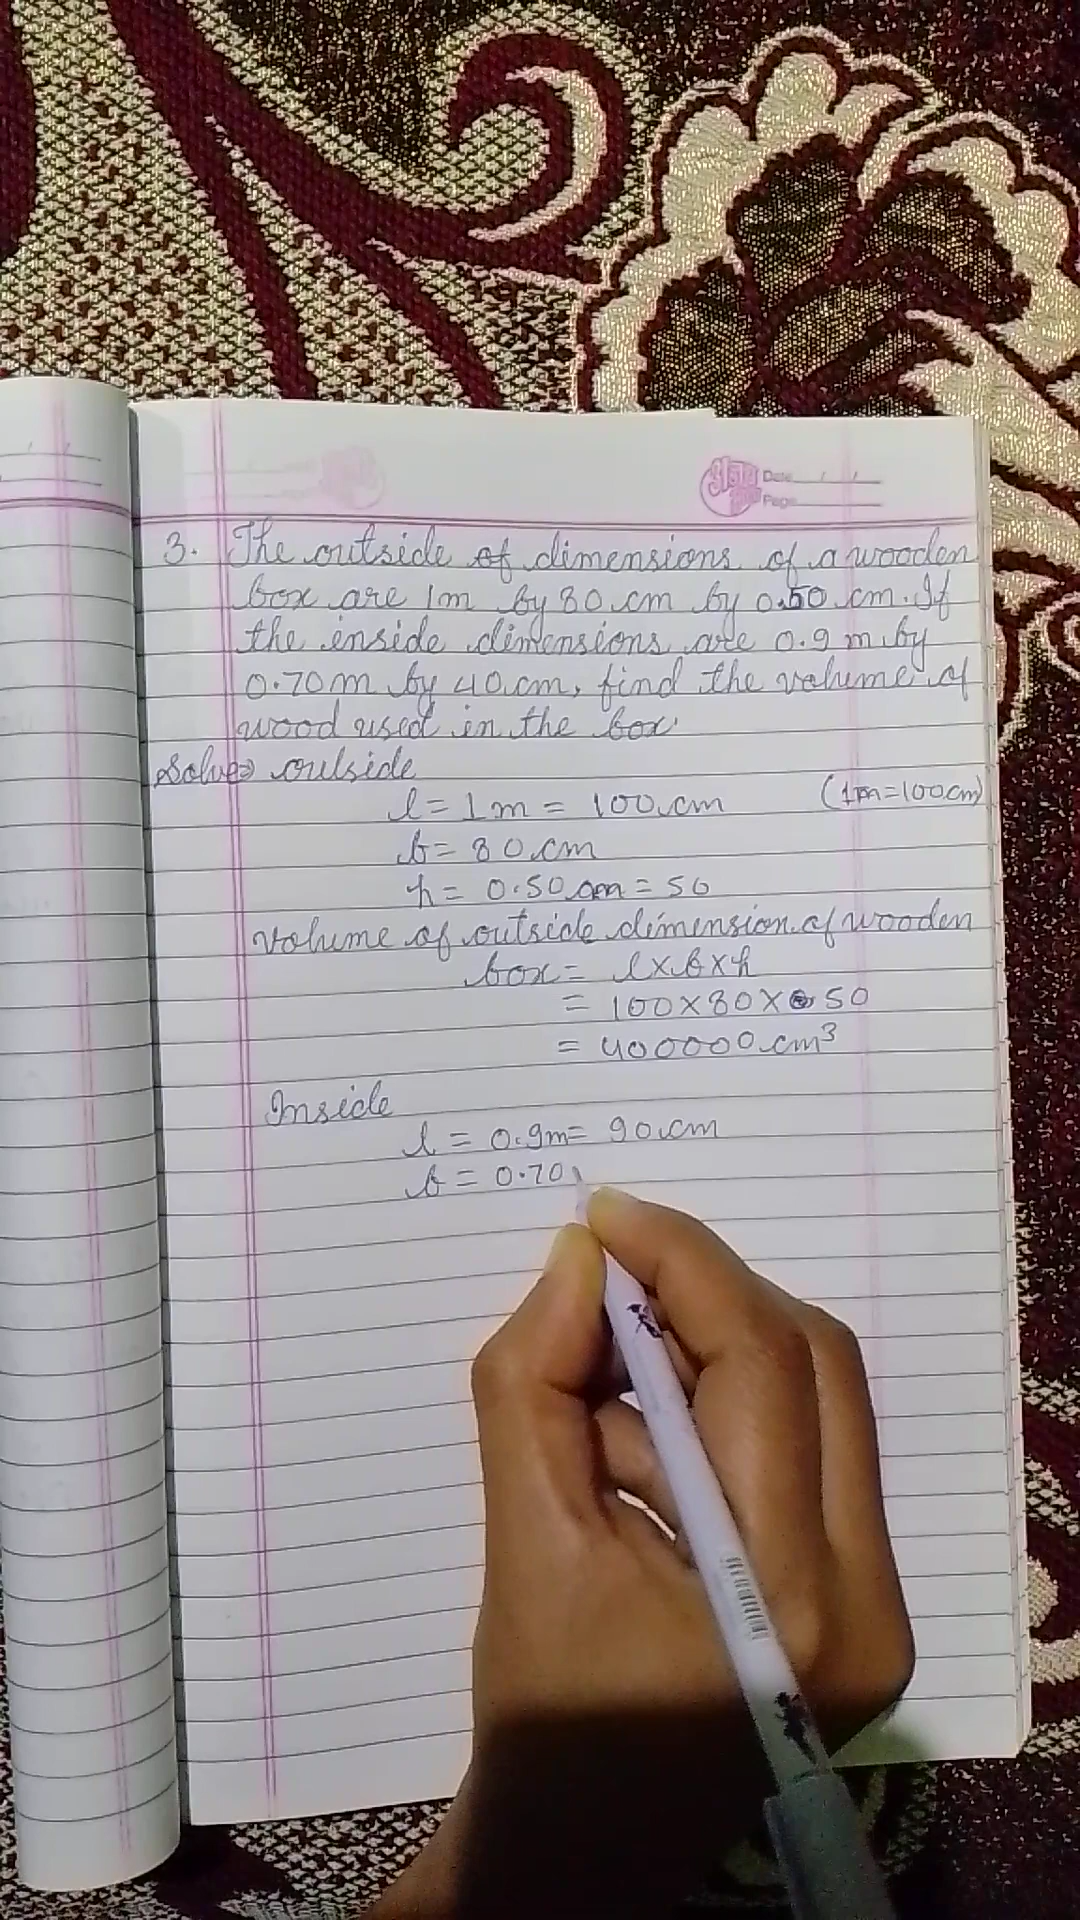 Date / /
Page
3. The outside of dimensions of a wooden
box are 1m by 80 cm by 0.50 cm. If
the inside dimensions are 0.9 m by
0.70m by 40 cm, find the volume of
wood used in the box
Solve⇒ outside
l = 1m = 100 cm (1m=100cm)
b = 80 cm
h = 0.50 cm = 50
Volume of outside dimension of wooden
box = l×b×h
= 100×80×50
= 400000 cm³
Inside
l = 0.9m = 90 cm
b = 0.70